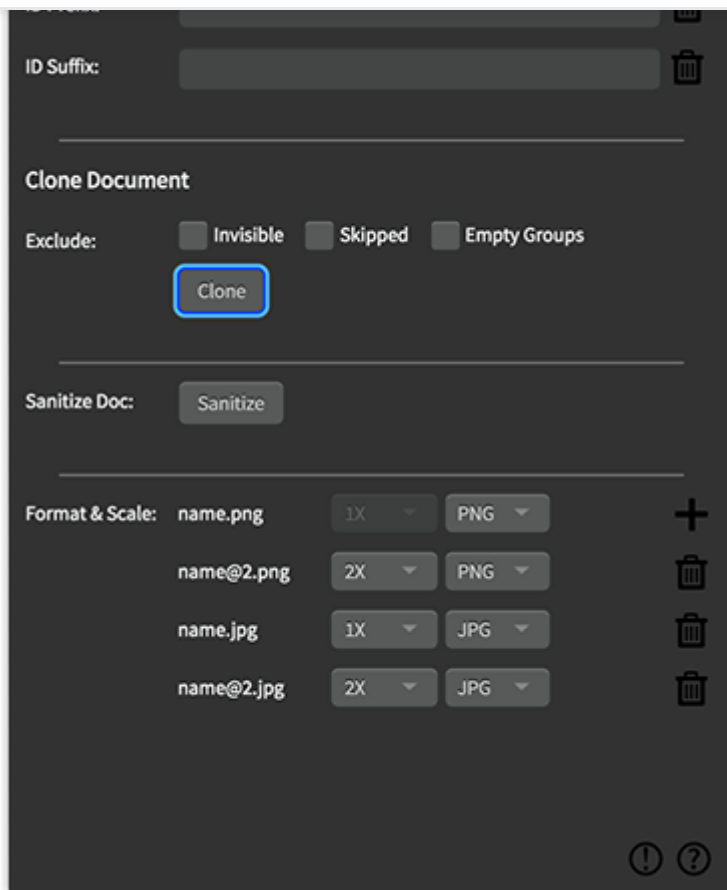 ID Suffix:
Clone Document
Exclude: Invisible Skipped Empty Groups
Clone
Sanitize Doc: Sanitize
Format & Scale: name.png 1X PNG
name@2.png 2X PNG
name.jpg 1X JPG
name@2.jpg 2X JPG